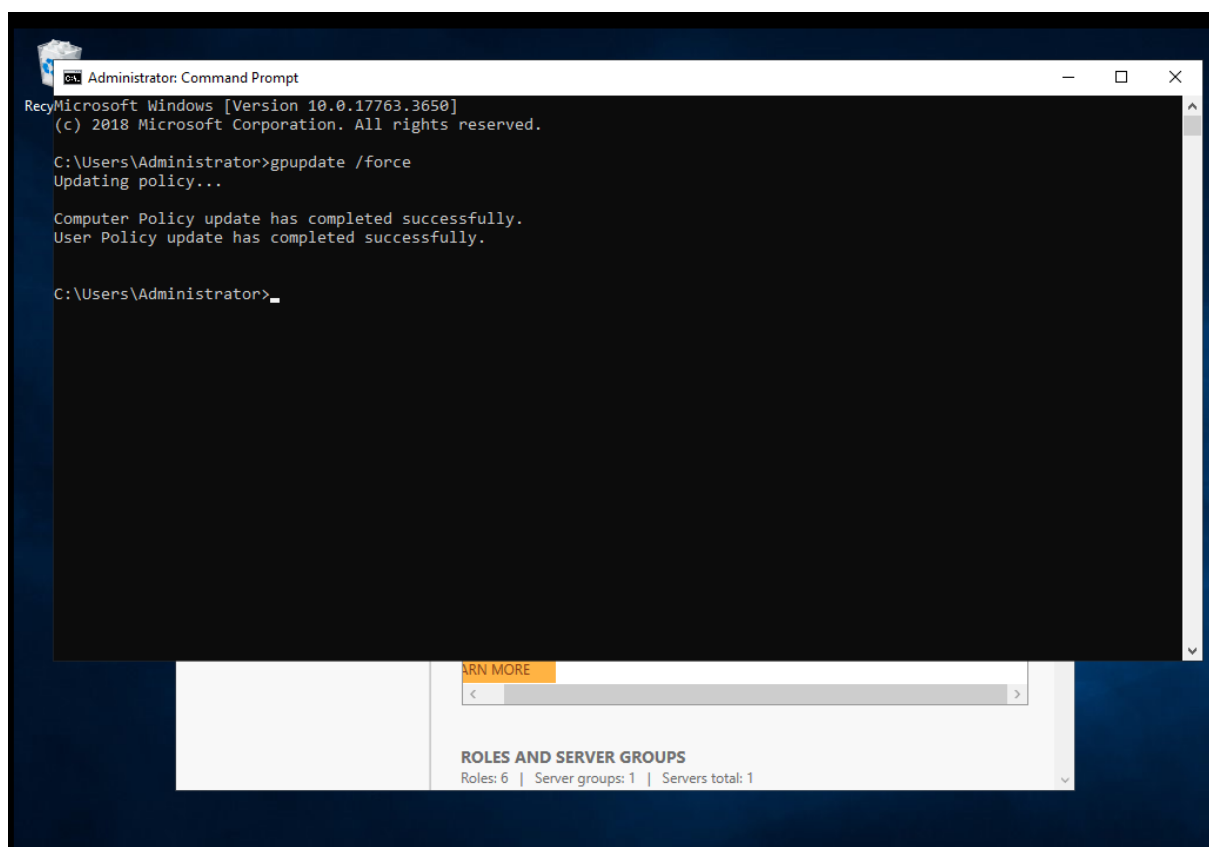 Administrator: Command Prompt
Recy
Microsoft Windows [Version 10.0.17763.3650]
(c) 2018 Microsoft Corporation. All rights reserved.
C:\Users\Administrator>gpupdate /force
Updating policy...
Computer Policy update has completed successfully.
User Policy update has completed successfully.
C:\Users\Administrator>
ARN MORE
ROLES AND SERVER GROUPS
Roles: 6 | Server groups: 1 | Servers total: 1